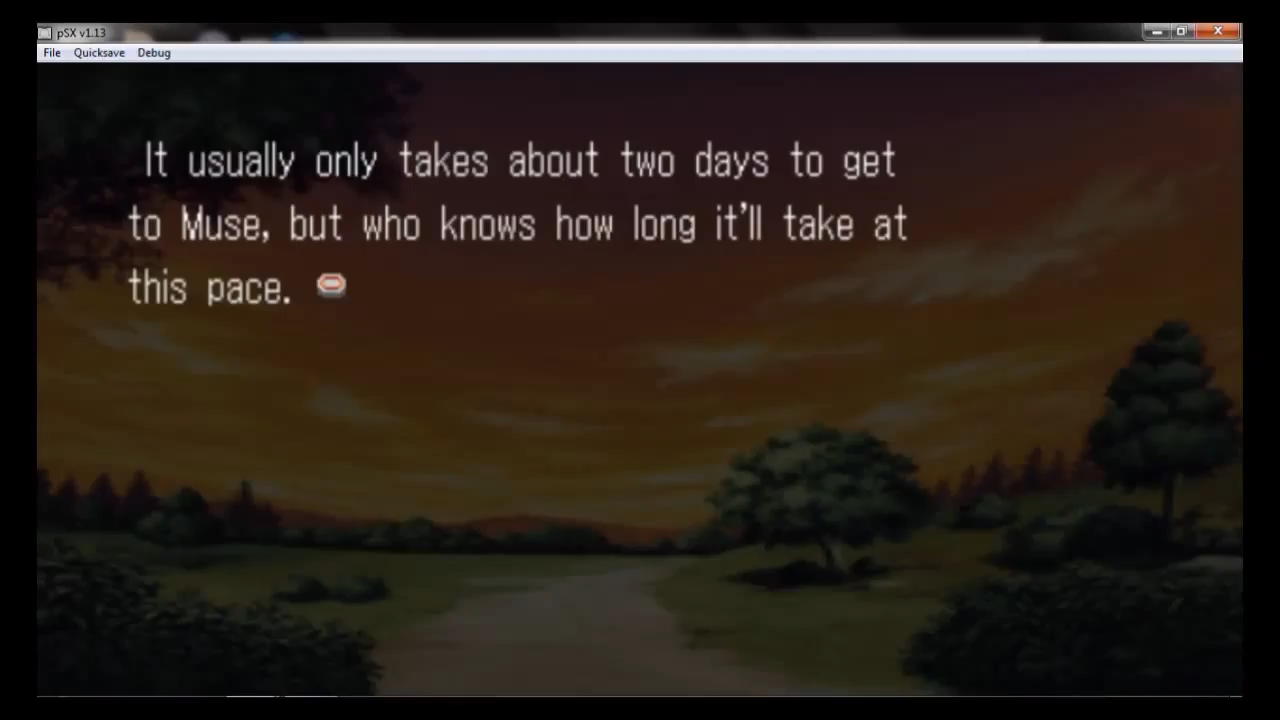 pSX v1.13
File Quicksave Debug
It usually only takes about two days to get
to Muse, but who knows how long it'll take at
this pace.